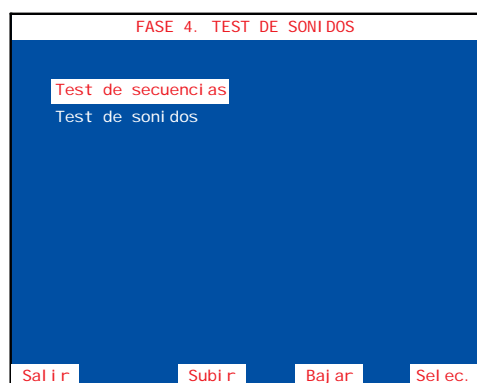 FASE 4. TEST DE SONIDOS
Test de secuencias
Test de sonidos
Salir Subir Bajar Selec.